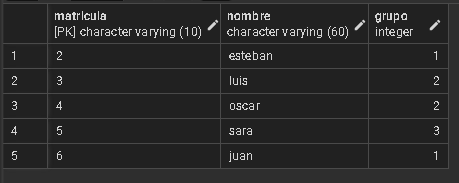 matricula nombre grupo
[PK] character varying (10) character varying (60) integer
1 2 esteban 1
2 3 luis 2
3 4 oscar 2
4 5 sara 3
5 6 juan 1